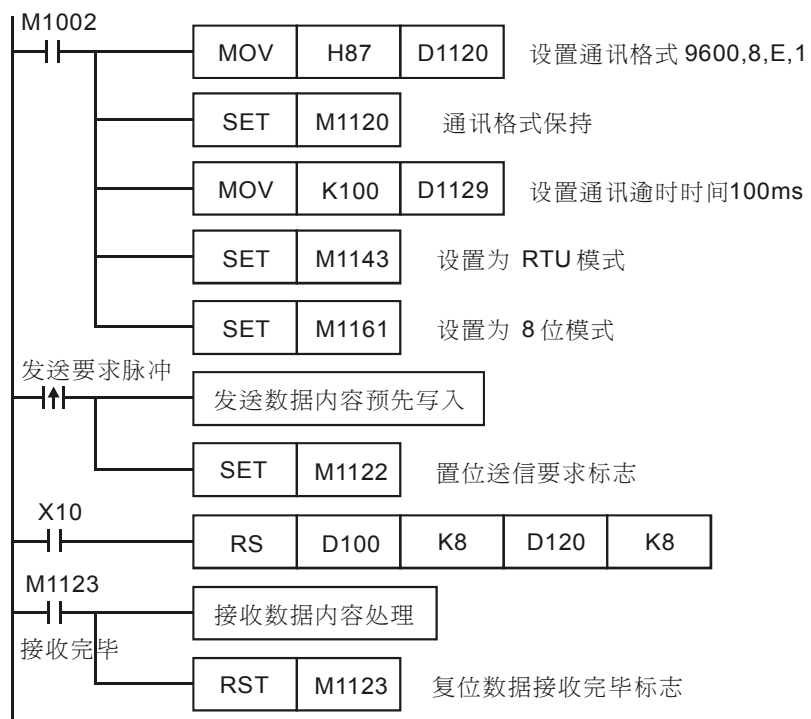 M1002
MOV H87 D1120 设置通讯格式 9600,8,E,1
SET M1120 通讯格式保持
MOV K100 D1129 设置通讯逾时时间100ms
SET M1143 设置为 RTU 模式
SET M1161 设置为 8 位模式
发送要求脉冲
发送数据内容预先写入
SET M1122 置位送信要求标志
X10
RS D100 K8 D120 K8
M1123
接收数据内容处理
接收完毕
RST M1123 复位数据接收完毕标志